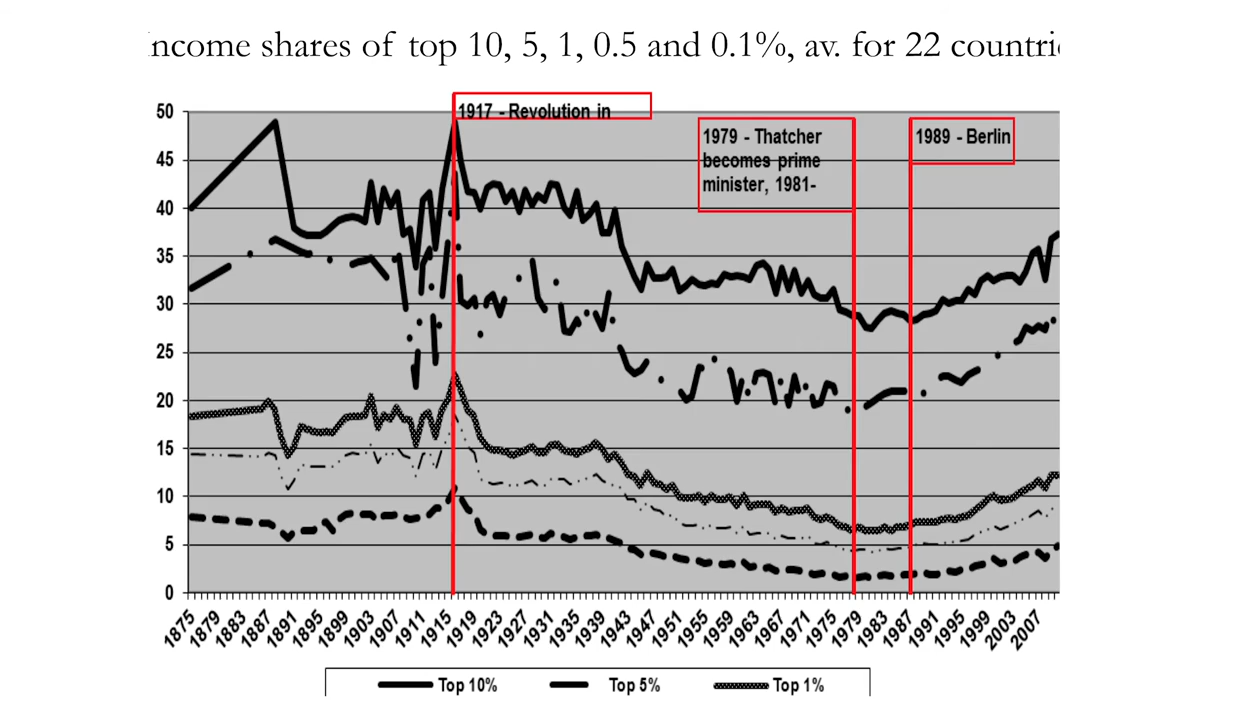 Income shares of top 10, 5, 1, 0.5 and 0.1%, av. for 22 countri
1917 - Revolution in
1979 - Thatcher
becomes prime
minister, 1981-
1989 - Berlin
50
45
40
35
30
25
20
15
10
5
0
1875 1879 1883 1887 1891 1895 1899 1903 1907 1911 1915 1919 1923 1927 1931 1935 1939 1943 1947 1951 1955 1959 1963 1967 1971 1975 1979 1983 1987 1991 1995 1999 2003 2007
Top 10% Top 5% Top 1%